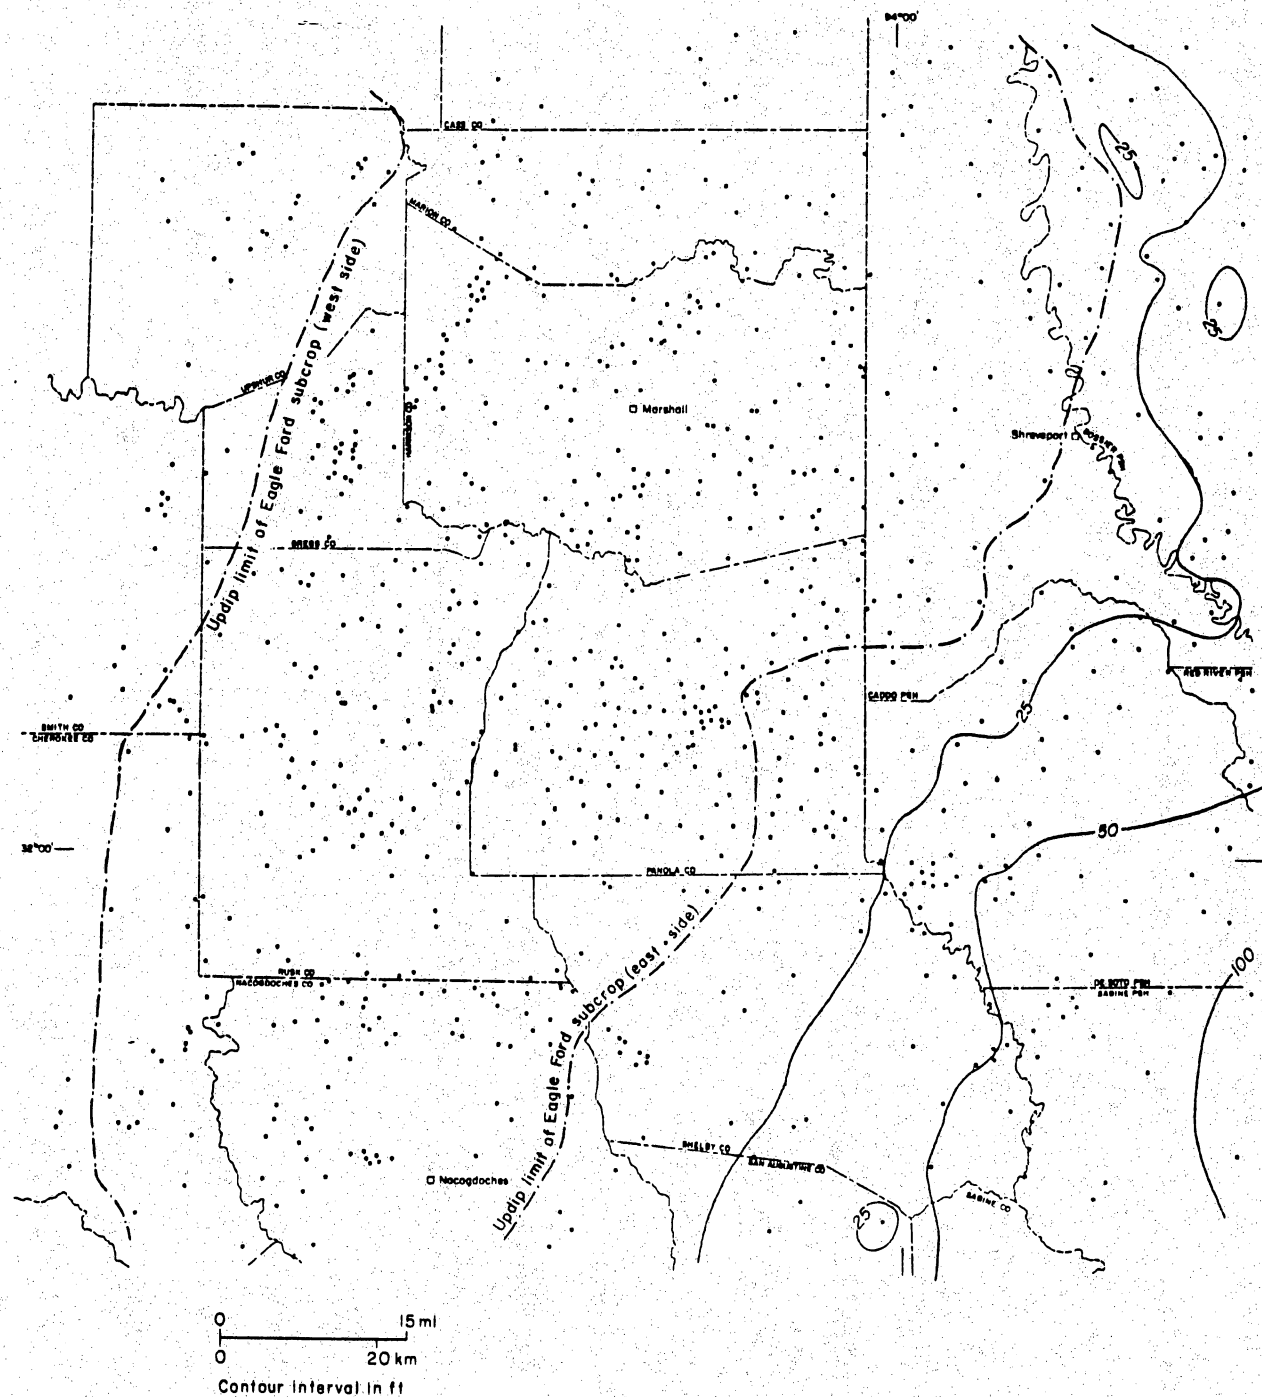 94°00'
CASS CO
25
MARION CO
Updip limit of Eagle Ford subcrop (west side)
25
UPSHUR CO
HARRISON CO
Marshall
Shreveport
BOSSIER PSH
GREGG CO
RED RIVER PSH
CADDO PSH
25
SMITH CO
CHEROKEE CO
50
32°00'
PANOLA CO
Updip limit of Eagle Ford subcrop (east side)
100
RUSK CO
NACOGDOCHES CO
DE SOTO PSH
SABINE PSH
SHELBY CO
SAN AUGUSTINE CO
Nacogdoches
SABINE CO
25
0 15 mi
0 20 km
Contour interval in ft